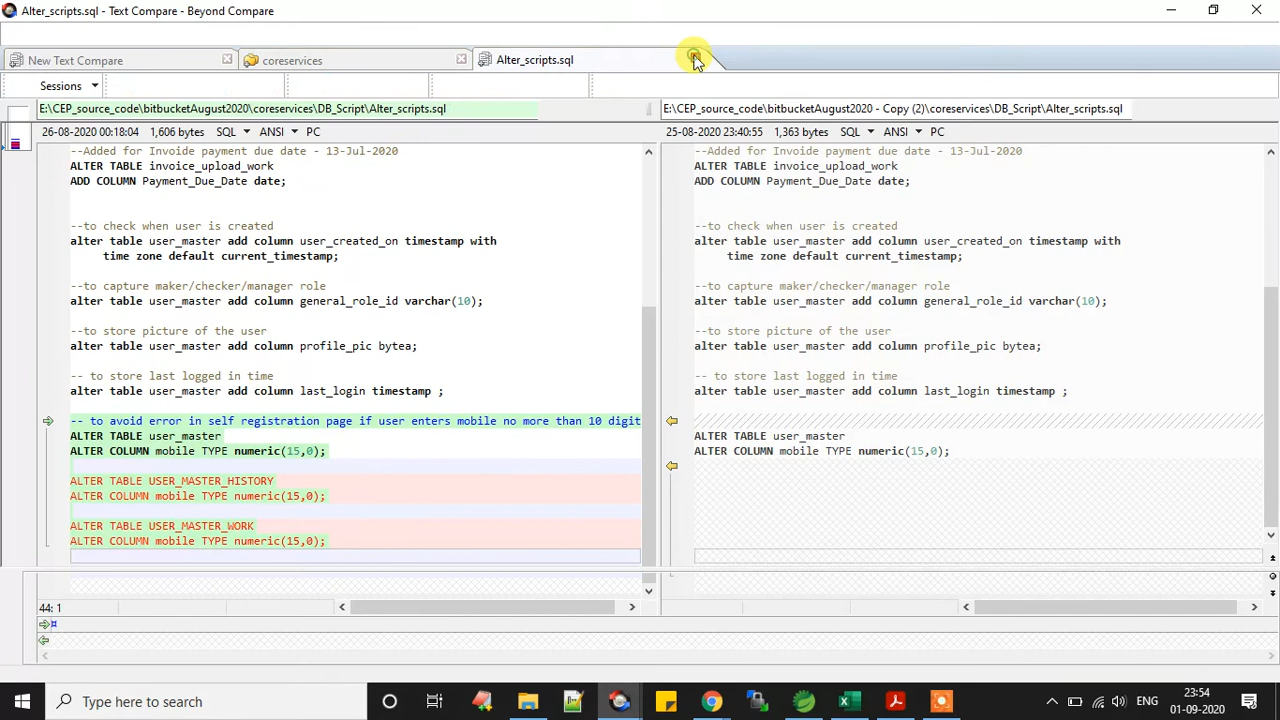 Alter_scripts.sql - Text Compare - Beyond Compare
New Text Compare
coreservices
Alter_scripts.sql
Sessions
E:\CEP_source_code\bitbucketAugust2020\coreservices\DB_Script\Alter_scripts.sql
E:\CEP_source_code\bitbucketAugust2020 - Copy (2)\coreservices\DB_Script\Alter_scripts.sql
26-08-2020 00:18:04 1,606 bytes SQL ANSI PC
25-08-2020 23:40:55 1,363 bytes SQL ANSI PC
--Added for Invoide payment due date - 13-Jul-2020
ALTER TABLE invoice_upload_work
ADD COLUMN Payment_Due_Date date;
--to check when user is created
alter table user_master add column user_created_on timestamp with
time zone default current_timestamp;
--to capture maker/checker/manager role
alter table user_master add column general_role_id varchar(10);
--to store picture of the user
alter table user_master add column profile_pic bytea;
-- to store last logged in time
alter table user_master add column last_login timestamp ;
-- to avoid error in self registration page if user enters mobile no more than 10 digit
ALTER TABLE user_master
ALTER COLUMN mobile TYPE numeric(15,0);
ALTER TABLE USER_MASTER_HISTORY
ALTER COLUMN mobile TYPE numeric(15,0);
ALTER TABLE USER_MASTER_WORK
ALTER COLUMN mobile TYPE numeric(15,0);
--Added for Invoide payment due date - 13-Jul-2020
ALTER TABLE invoice_upload_work
ADD COLUMN Payment_Due_Date date;
--to check when user is created
alter table user_master add column user_created_on timestamp with
time zone default current_timestamp;
--to capture maker/checker/manager role
alter table user_master add column general_role_id varchar(10);
--to store picture of the user
alter table user_master add column profile_pic bytea;
-- to store last logged in time
alter table user_master add column last_login timestamp ;
ALTER TABLE user_master
ALTER COLUMN mobile TYPE numeric(15,0);
44: 1
Type here to search
ENG
23:54
01-09-2020